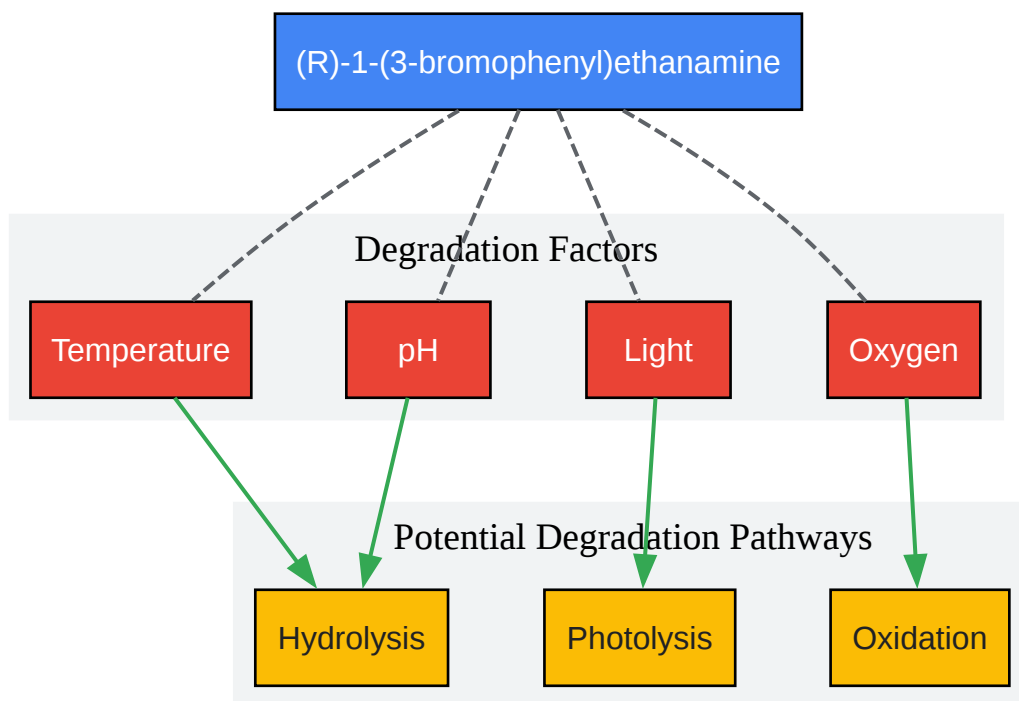 (R)-1-(3-bromophenyl)ethanamine
Degradation Factors
Temperature
pH
Light
Oxygen
Potential Degradation Pathways
Hydrolysis
Photolysis
Oxidation